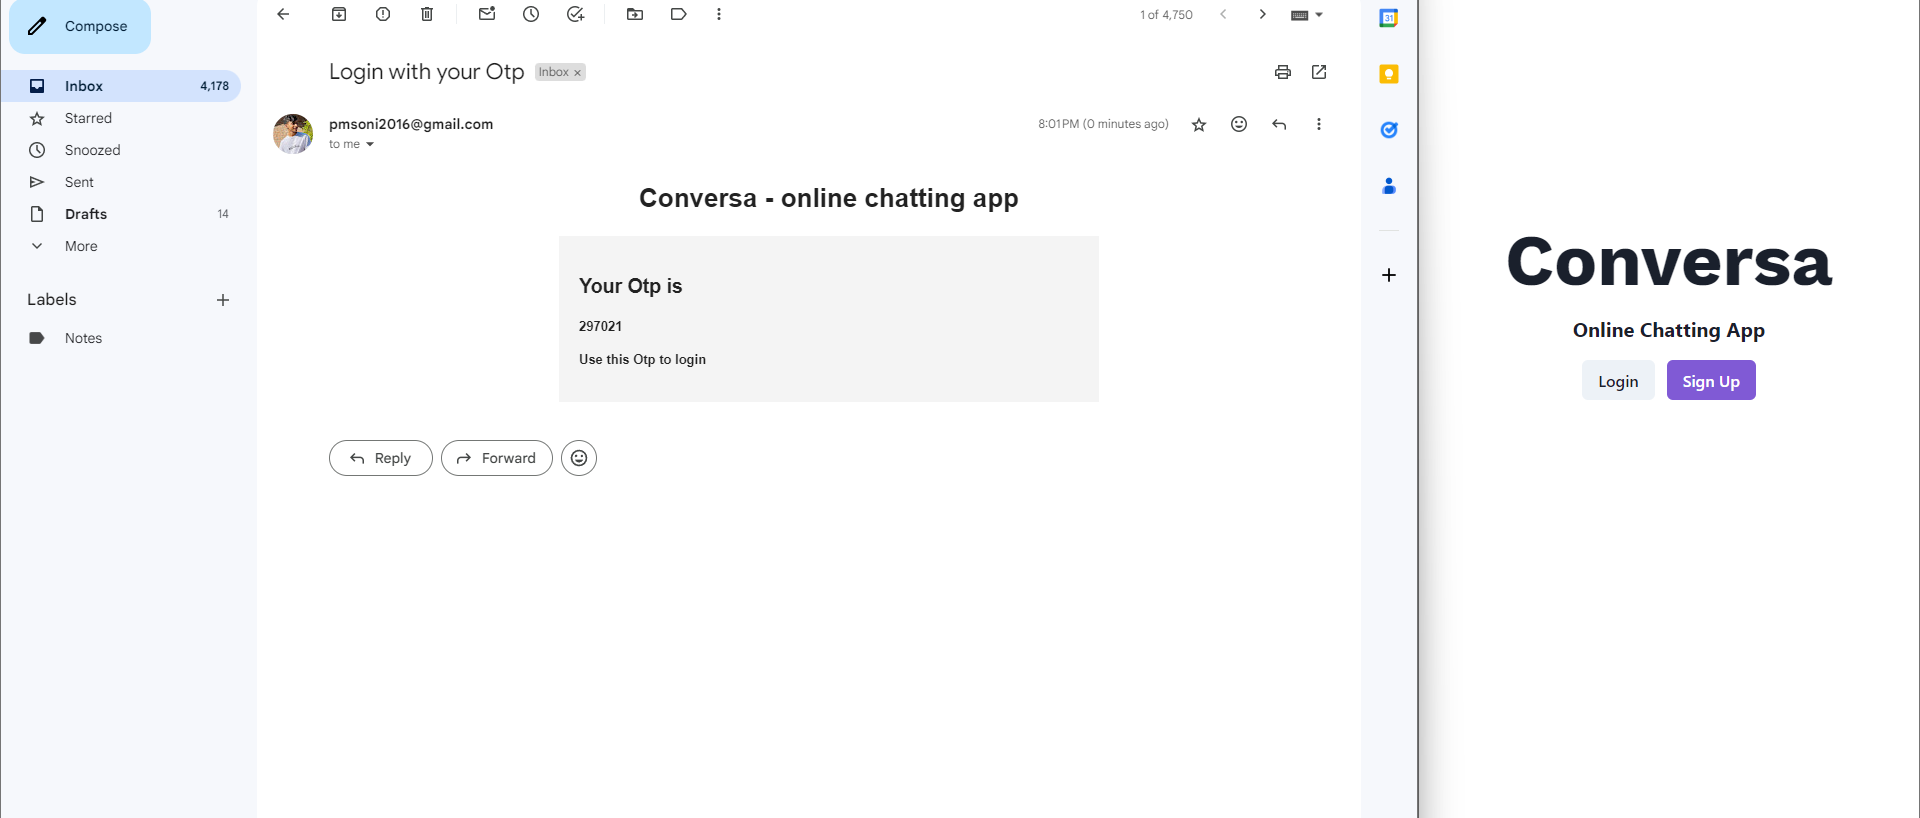 Compose
Inbox 4,178
Starred
Snoozed
Sent
Drafts 14
More
Labels
Notes
1 of 4,750
Login with your Otp Inbox ×
pmsoni2016@gmail.com
8:01 PM (0 minutes ago)
to me
Conversa - online chatting app
Your Otp is
297021
Use this Otp to login
Reply Forward
31
Conversa
Online Chatting App
Login Sign Up